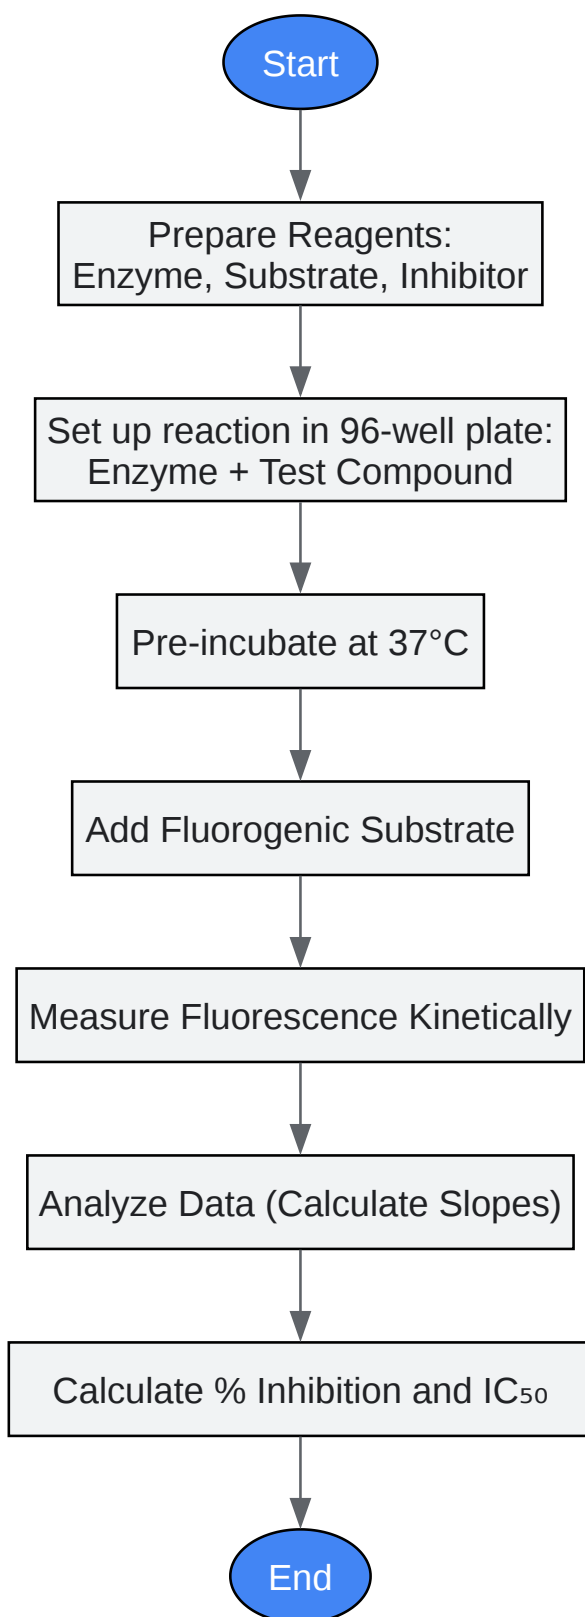 Start
Prepare Reagents:
Enzyme, Substrate, Inhibitor
Set up reaction in 96-well plate:
Enzyme + Test Compound
Pre-incubate at 37°C
Add Fluorogenic Substrate
Measure Fluorescence Kinetically
Analyze Data (Calculate Slopes)
Calculate % Inhibition and IC₅₀
End